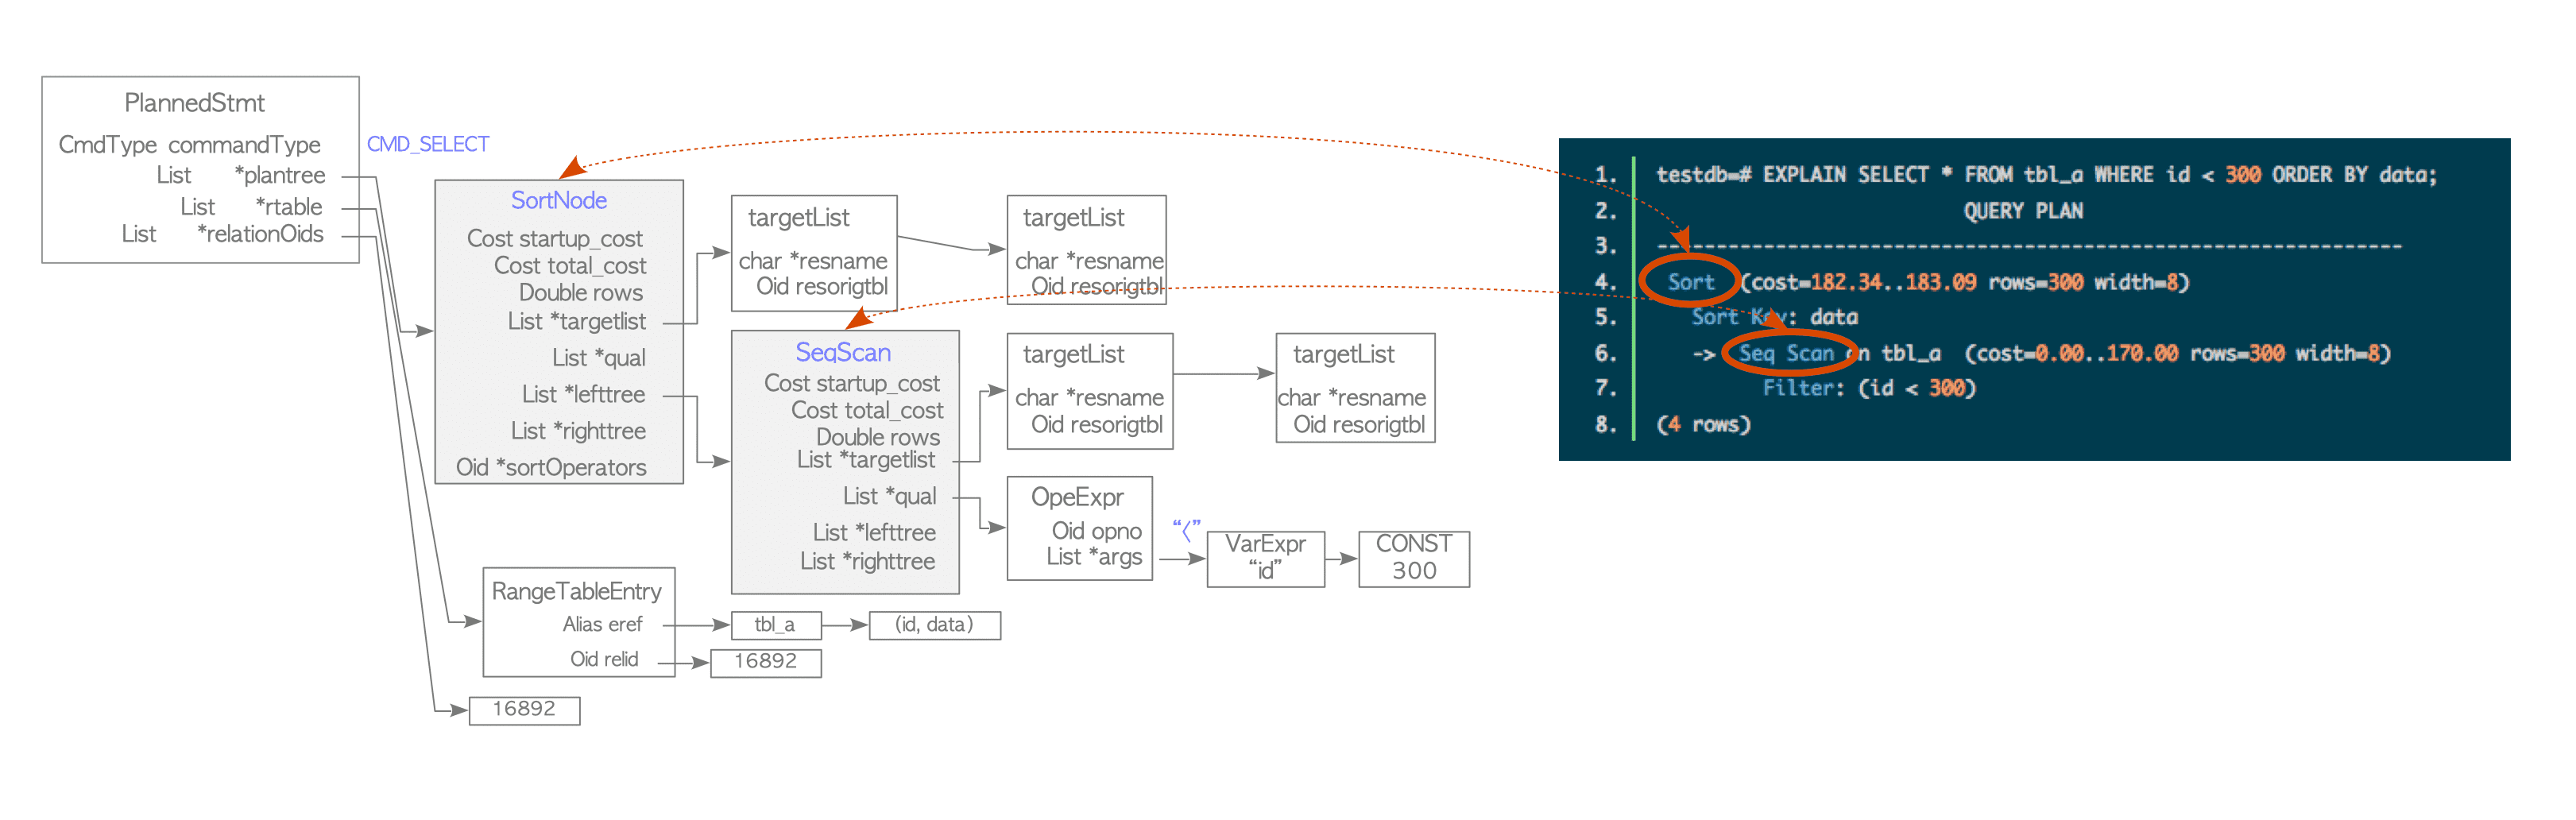 PlannedStmt
CmdType commandType
CMD_SELECT
List *plantree
List *rtable
List *relationOids
SortNode
Cost startup_cost
Cost total_cost
Double rows
List *targetlist
List *qual
List *lefttree
List *righttree
Oid *sortOperators
targetList
char *resname
Oid resorigtbl
targetList
char *resname
Oid resorigtbl
SeqScan
Cost startup_cost
Cost total_cost
Double rows
List *targetlist
List *qual
List *lefttree
List *righttree
targetList
char *resname
Oid resorigtbl
targetList
char *resname
Oid resorigtbl
OpeExpr
Oid opno
List *args
“〈”
VarExpr
“id”
CONST
300
RangeTableEntry
Alias eref
Oid relid
tbl_a
(id, data)
16892
16892
1. testdb=# EXPLAIN SELECT * FROM tbl_a WHERE id < 300 ORDER BY data;
2. QUERY PLAN
3. ---------------------------------------------------------------
4. Sort (cost=182.34..183.09 rows=300 width=8)
5. Sort Key: data
6. -> Seq Scan on tbl_a (cost=0.00..170.00 rows=300 width=8)
7. Filter: (id < 300)
8. (4 rows)